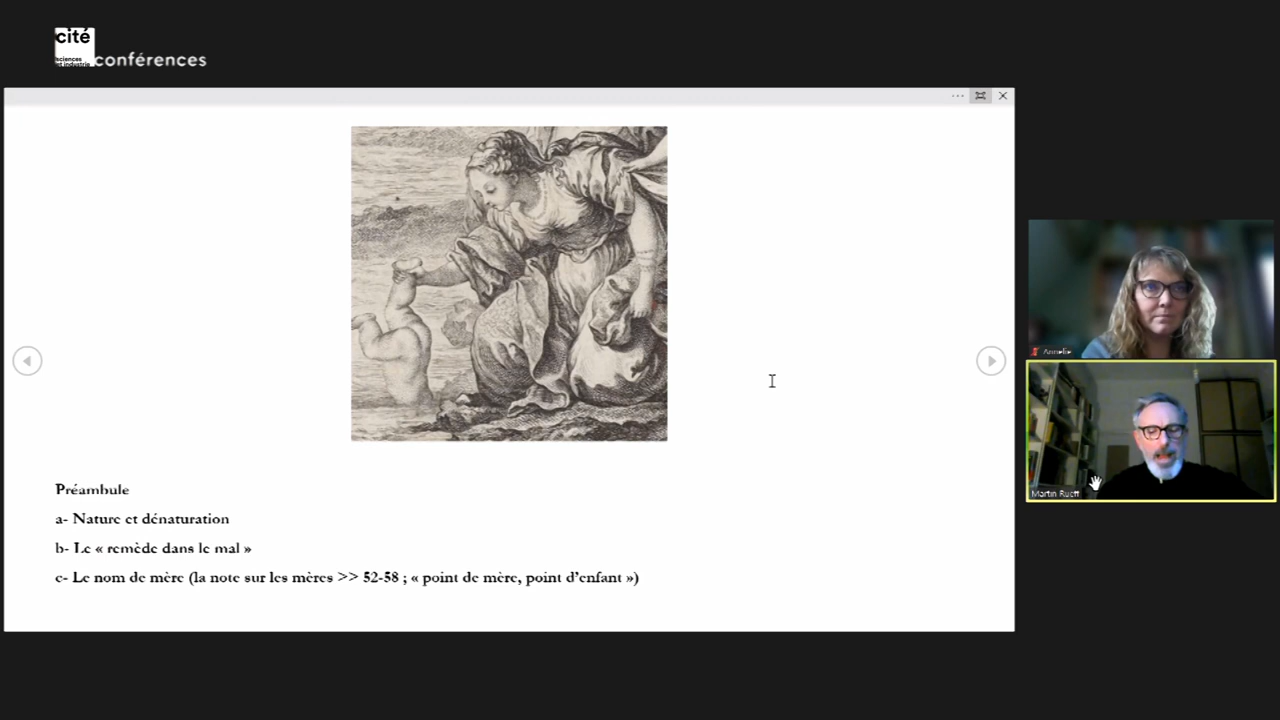 cité
sciences
et industrie
conférences
Préambule
a- Nature et dénaturation
b- Le « remède dans le mal »
c- Le nom de mère (la note sur les mères >> 52-58 ; « point de mère, point d'enfant »)
Annelie
Martin Rueff